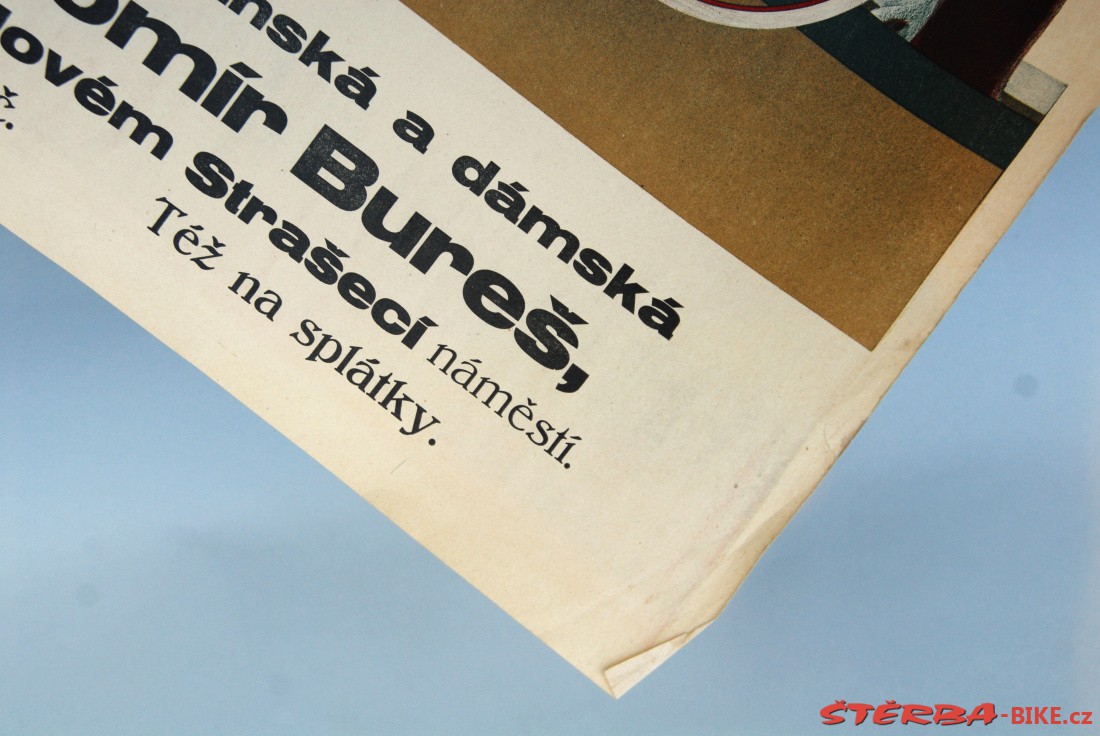 ánská a dámská
omír Bureš,
ovém Strašecí náměstí.
Též na splátky.
ŠTĚRBA-BIKE.cz